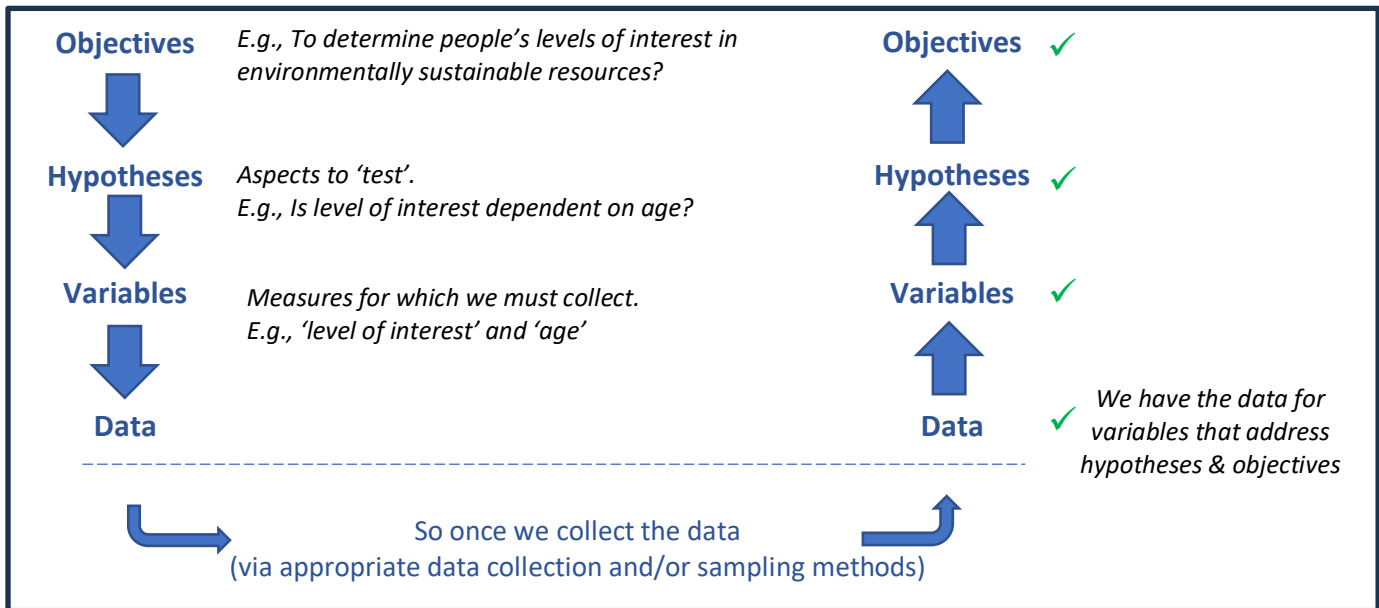 Objectives
E.g., To determine people's levels of interest in
environmentally sustainable resources?
Hypotheses
Aspects to 'test'.
E.g., Is level of interest dependent on age?
Variables
Measures for which we must collect.
E.g., 'level of interest' and 'age'
Data
Objectives ✓
Hypotheses ✓
Variables ✓
Data ✓
We have the data for
variables that address
hypotheses & objectives
So once we collect the data
(via appropriate data collection and/or sampling methods)